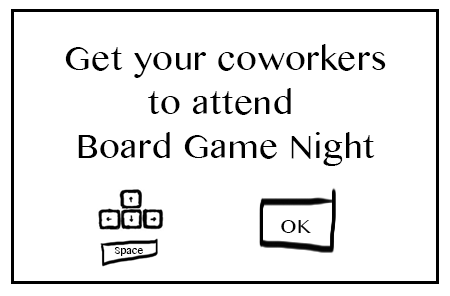 Get your coworkers
to attend
Board Game Night
↑
← ↓ →
Space
OK